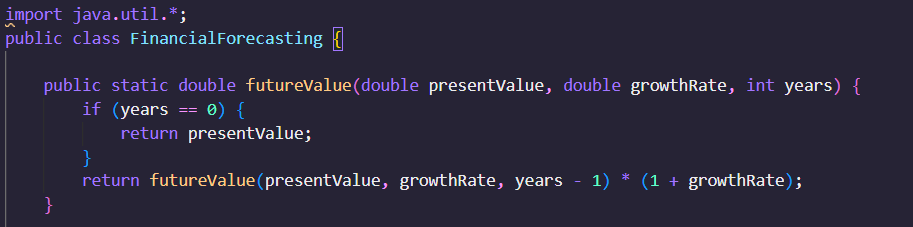 import java.util.*;
public class FinancialForecasting {
    public static double futureValue(double presentValue, double growthRate, int years) {
        if (years == 0) {
            return presentValue;
        }
        return futureValue(presentValue, growthRate, years - 1) * (1 + growthRate);
    }